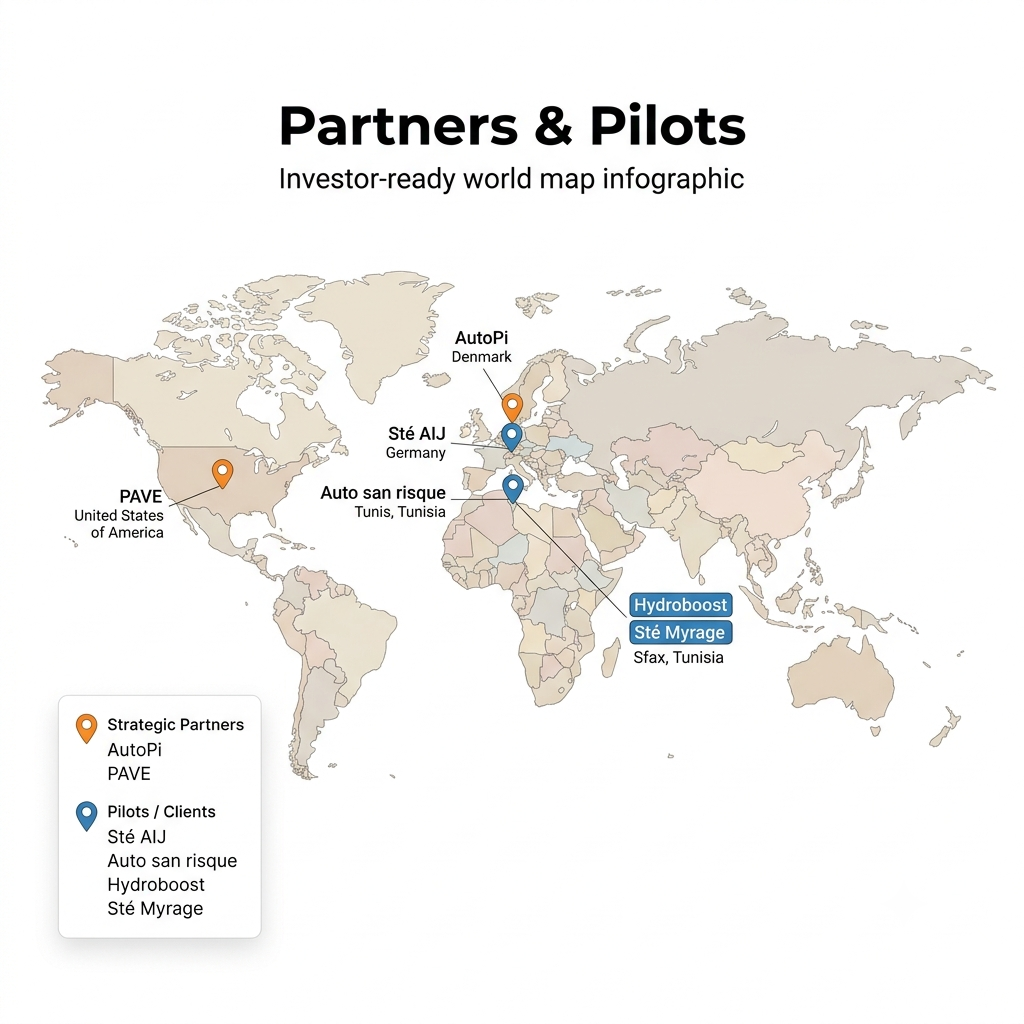 Partners & Pilots
Investor-ready world map infographic
AutoPi
Denmark
Sté AIJ
Germany
Auto san risque
Tunis, Tunisia
PAVE
United States
of America
Hydroboost
Sté Myrage
Sfax, Tunisia
Strategic Partners
AutoPi
PAVE
Pilots / Clients
Sté AIJ
Auto san risque
Hydroboost
Sté Myrage